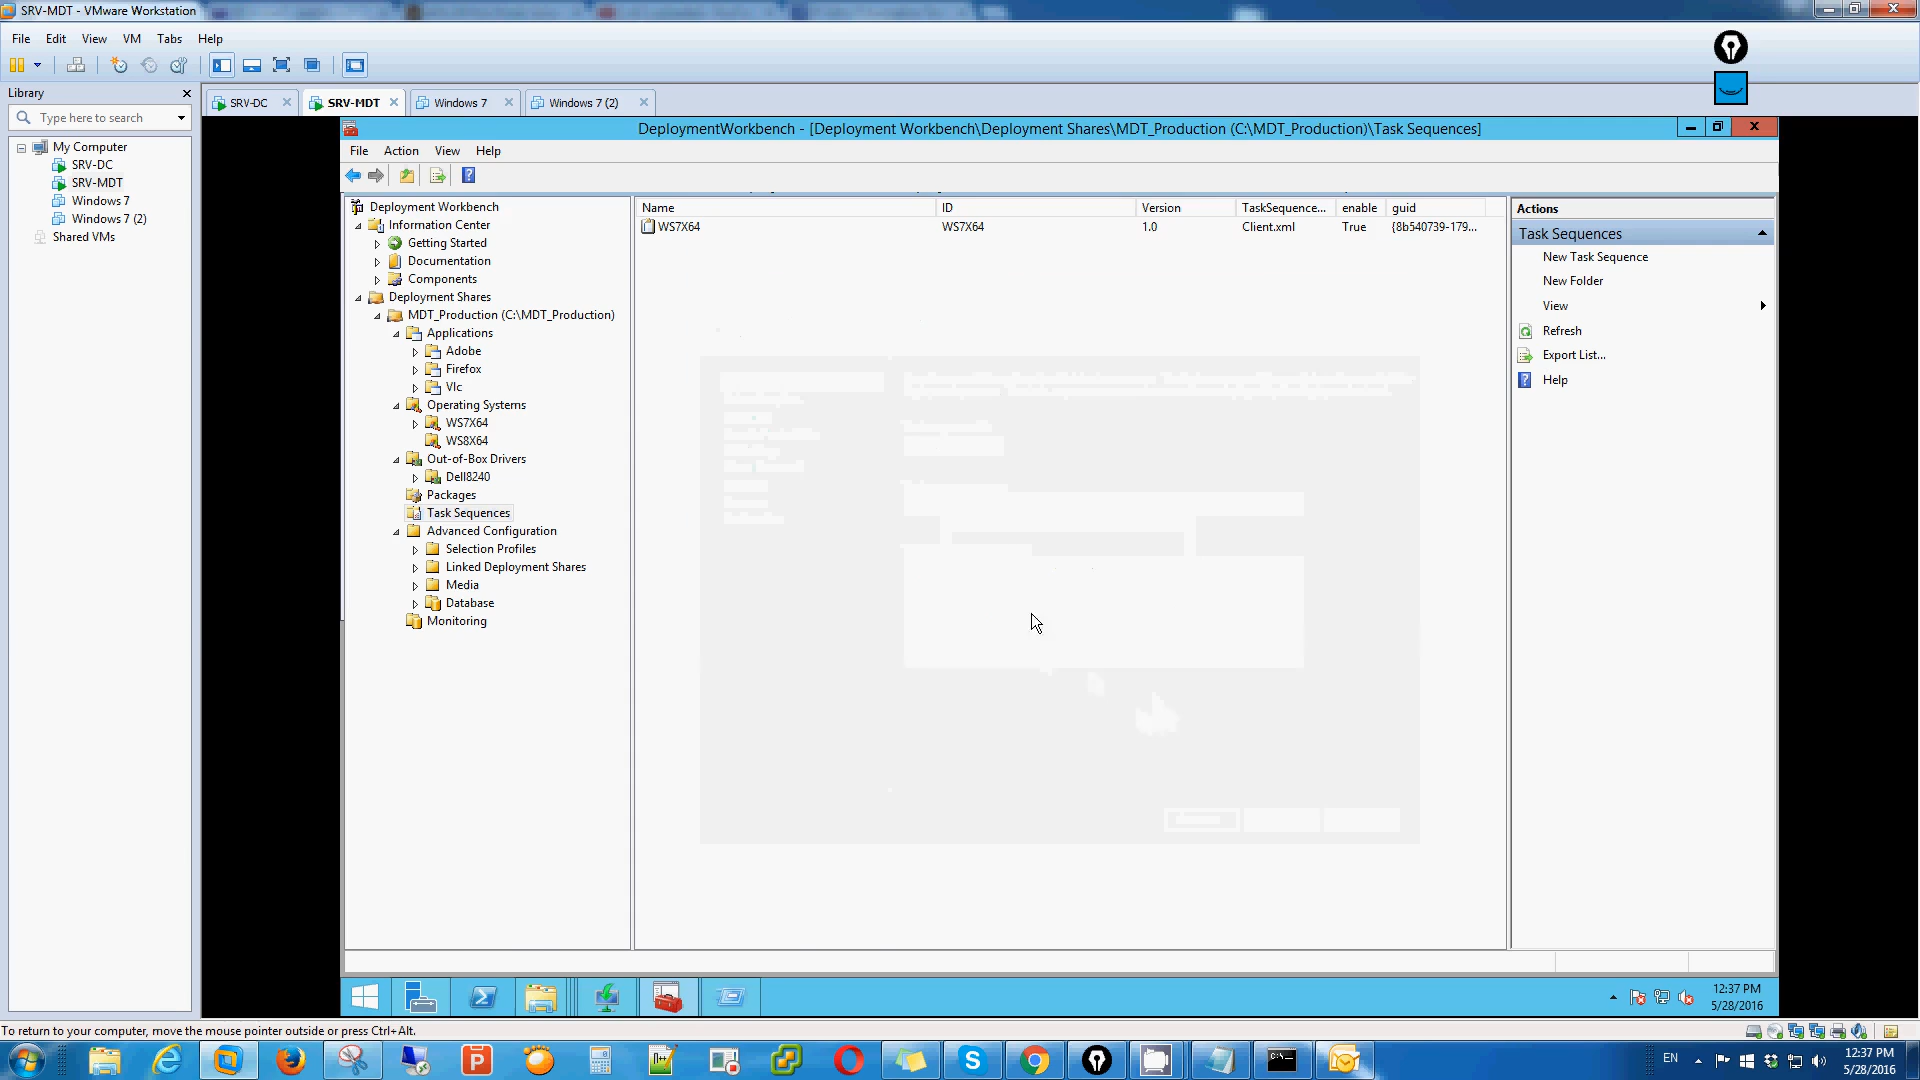 SRV-MDT - VMware Workstation
File Edit View VM Tabs Help
Library
Type here to search
My Computer
SRV-DC
SRV-MDT
Windows 7
Windows 7 (2)
Shared VMs
SRV-DC SRV-MDT Windows 7 Windows 7 (2)
DeploymentWorkbench - [Deployment Workbench\Deployment Shares\MDT_Production (C:\MDT_Production)\Task Sequences]
File Action View Help
Deployment Workbench
Information Center
Getting Started
Documentation
Components
Deployment Shares
MDT_Production (C:\MDT_Production)
Applications
Adobe
Firefox
Vlc
Operating Systems
WS7X64
WS8X64
Out-of-Box Drivers
Dell8240
Packages
Task Sequences
Advanced Configuration
Selection Profiles
Linked Deployment Shares
Media
Database
Monitoring
Name ID Version TaskSequence... enable guid
WS7X64 WS7X64 1.0 Client.xml True {8b540739-179...
Actions
Task Sequences
New Task Sequence
New Folder
View
Refresh
Export List...
Help
12:37 PM
5/28/2016
To return to your computer, move the mouse pointer outside or press Ctrl+Alt.
EN
12:37 PM
5/28/2016